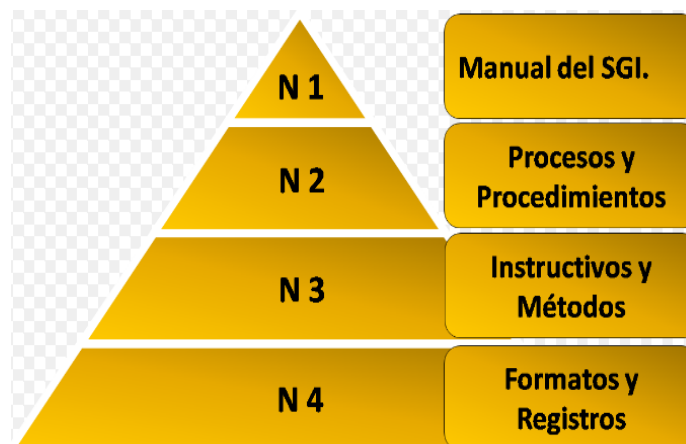 N 1
Manual del SGI.
N 2
Procesos y
Procedimientos
N 3
Instructivos y
Métodos
N 4
Formatos y
Registros